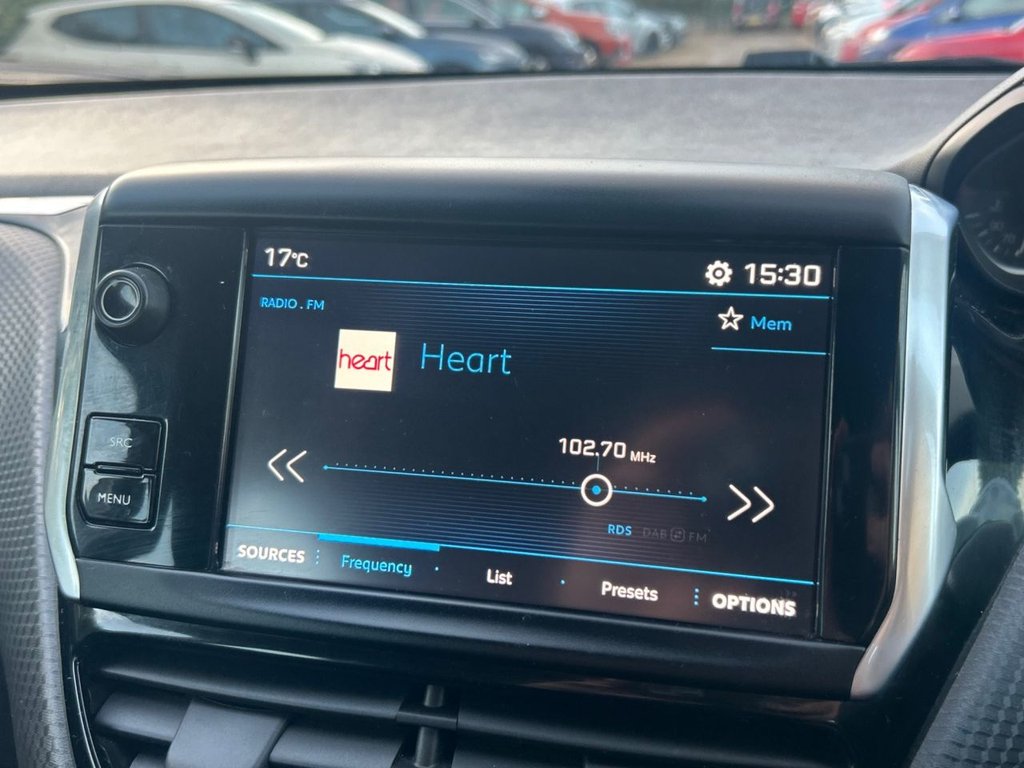 17°C
15:30
RADIO . FM
Mem
heart
Heart
SRC
102.70 MHz
MENU
RDS DAB FM
SOURCES
Frequency
List
Presets
OPTIONS